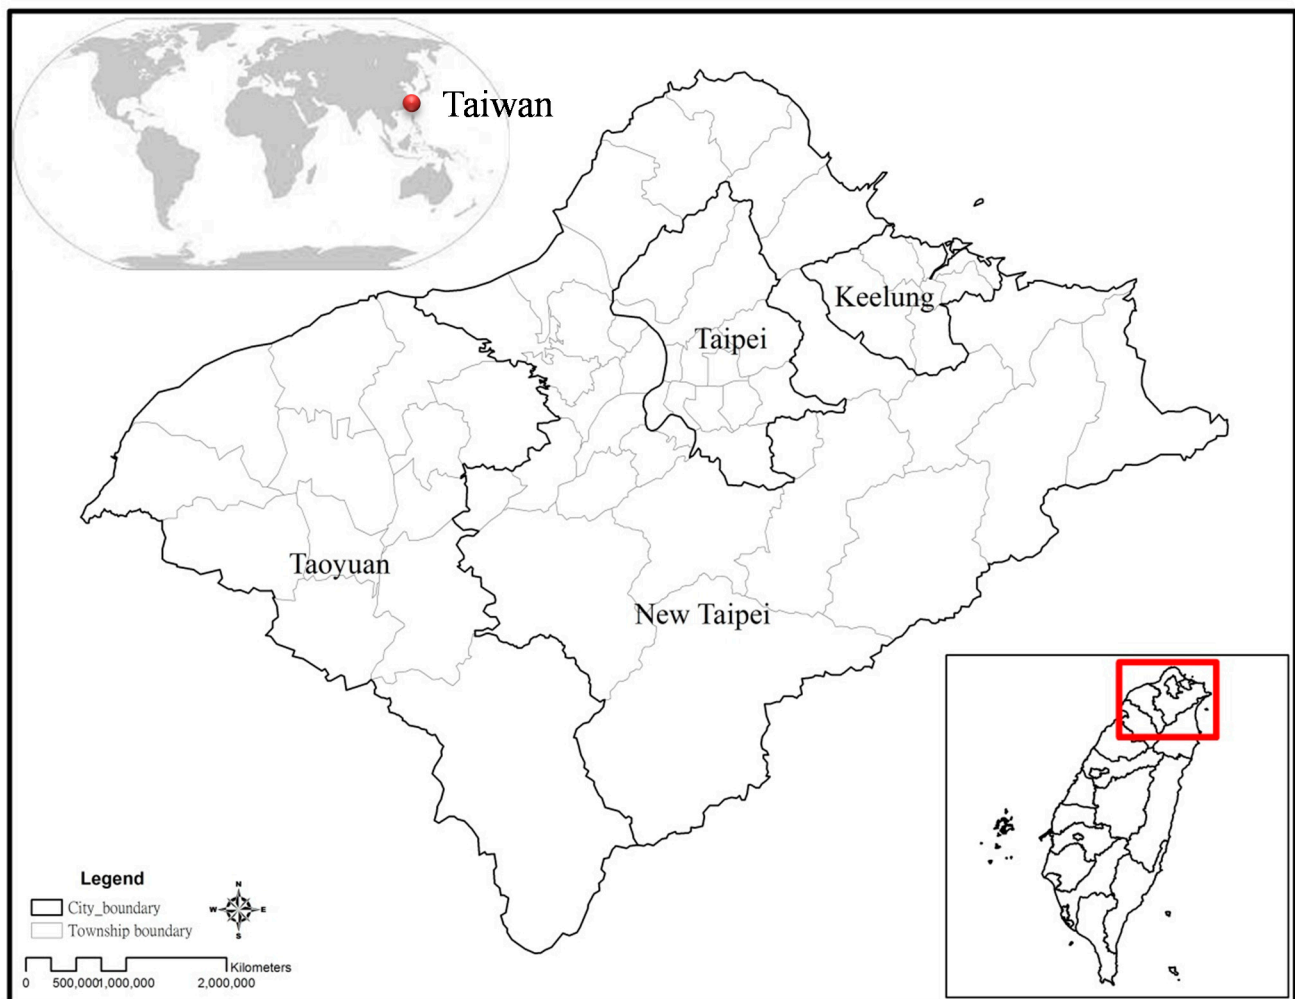 Taiwan
Keelung
Taipei
Taoyuan
New Taipei
Legend
City_boundary
Township boundary
N
W E
S
Kilometers
0 500,0001,000,000 2,000,000